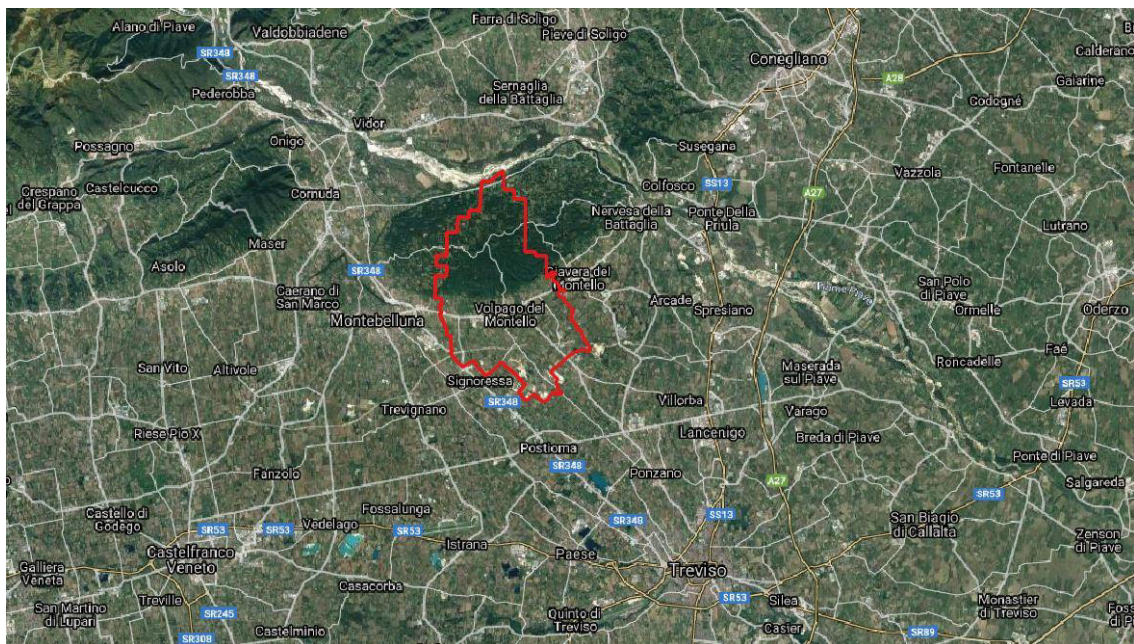 Alano di Piave
Valdobbiadene
Farra di Soligo
Pieve di Soligo
SR348
SR348
Conegliano
Calderano
A28
Gaiarine
Codogné
Pederobba
Sernaglia
della Battaglia
Vidor
Onigo
Possagno
Susegana
Castelcucco
Crespano
del Grappa
Cornuda
Colfosco
SS13
A27
Vazzola
Fontanelle
Nervesa della
Battaglia
Ponte Della
Priula
Lutrano
Maser
Asolo
SR348
Caerano di
San Marco
Montebelluna
Volpago del
Montello
Giavera del
Montello
Arcade
Spresiano
Fiume Piave
San Polo
di Piave
Ormelle
Oderzo
San Vito
Altivole
Signoressa
SR348
Trevignano
Maserada
sul Piave
Roncadelle
Faé
SR53
Levada
Villorba
Varago
Riese Pio X
Lancenigo
Breda di Piave
Postioma
SR348
Ponzano
A27
Ponte di Piave
Salgareda
SR53
Fanzolo
Castello di
Godego
SR53
SR53
Vedelago
Fossalunga
SR53
SR348
SS13
San Biagio
di Callalta
Zenson
di Piave
Castelfranco
Veneto
Istrana
Paese
Treviso
Galliera
Veneta
Treville
Casacorba
San Martino
di Lupari
SR245
SR308
Castelminio
Quinto di
Treviso
SR53
Silea
Casier
Monastier
di Treviso
SR89